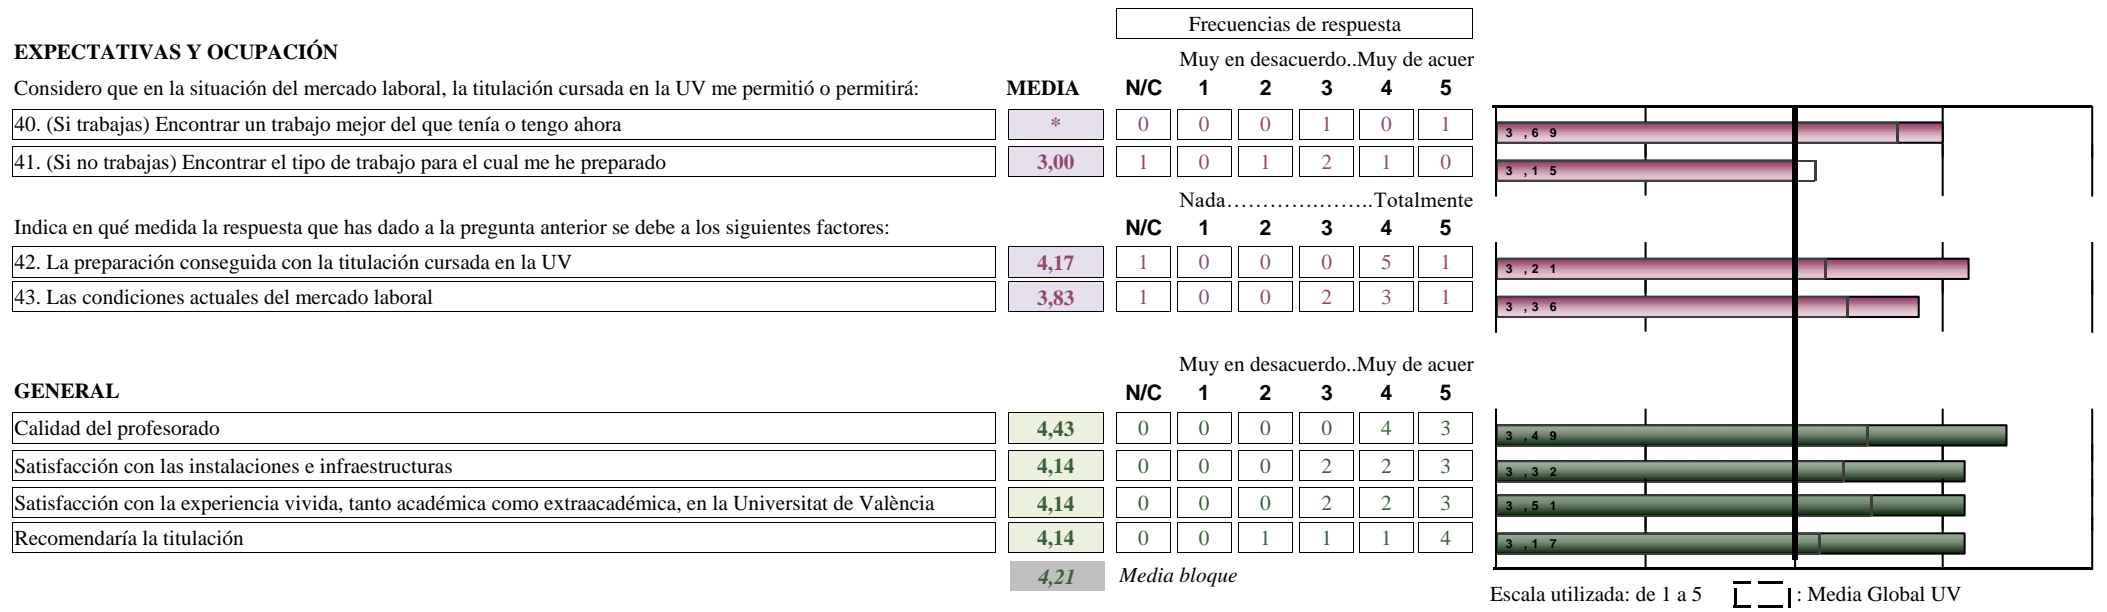 Frecuencias de respuesta
EXPECTATIVAS Y OCUPACIÓN
Muy en desacuerdo..Muy de acuer
Considero que en la situación del mercado laboral, la titulación cursada en la UV me permitió o permitirá: MEDIA N/C 1 2 3 4 5
40. (Si trabajas) Encontrar un trabajo mejor del que tenía o tengo ahora * 0 0 0 1 0 1 3,69
41. (Si no trabajas) Encontrar el tipo de trabajo para el cual me he preparado 3,00 1 0 1 2 1 0 3,15
Nada………….……..Totalmente
Indica en qué medida la respuesta que has dado a la pregunta anterior se debe a los siguientes factores: N/C 1 2 3 4 5
42. La preparación conseguida con la titulación cursada en la UV 4,17 1 0 0 0 5 1 3,21
43. Las condiciones actuales del mercado laboral 3,83 1 0 0 2 3 1 3,36
Muy en desacuerdo..Muy de acuer
GENERAL N/C 1 2 3 4 5
Calidad del profesorado 4,43 0 0 0 0 4 3 3,49
Satisfacción con las instalaciones e infraestructuras 4,14 0 0 0 2 2 3 3,32
Satisfacción con la experiencia vivida, tanto académica como extraacadémica, en la Universitat de València 4,14 0 0 0 2 2 3 3,51
Recomendaría la titulación 4,14 0 0 1 1 1 4 3,17
4,21 Media bloque
Escala utilizada: de 1 a 5 : Media Global UV